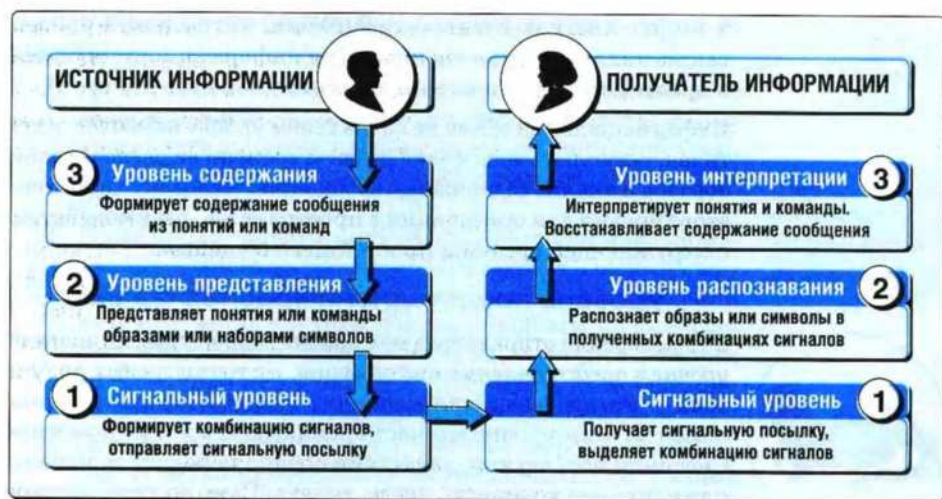 ИСТОЧНИК ИНФОРМАЦИИ
3 Уровень содержания
Формирует содержание сообщения
из понятий или команд
2 Уровень представления
Представляет понятия или команды
образами или наборами символов
1 Сигнальный уровень
Формирует комбинацию сигналов,
отправляет сигнальную посылку
ПОЛУЧАТЕЛЬ ИНФОРМАЦИИ
Уровень интерпретации 3
Интерпретирует понятия и команды.
Восстанавливает содержание сообщения
Уровень распознавания 2
Распознает образы или символы в
полученных комбинациях сигналов
Сигнальный уровень 1
Получает сигнальную посылку,
выделяет комбинацию сигналов